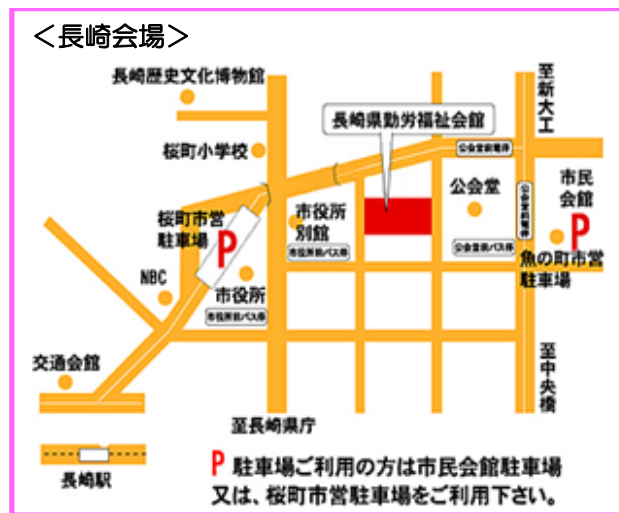 ＜長崎会場＞
長崎歴史文化博物館
至新大工
長崎県勤労福祉会館
桜町小学校
公会堂前電停
公会堂
公会堂前電停
市民
会館
P
桜町市営
駐車場
P
市役所
別館
市役所前バス停
公会堂前バス停
魚の町市営
駐車場
NBC
市役所
市役所前バス停
交通会館
至中央橋
至長崎県庁
長崎駅
P 駐車場ご利用の方は市民会館駐車場
又は、桜町市営駐車場をご利用下さい。